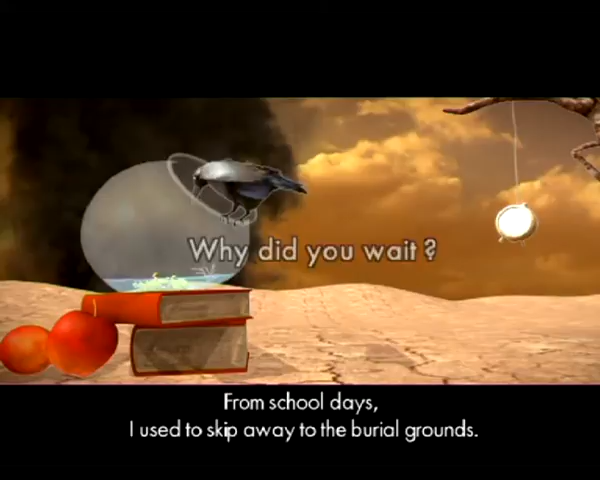 Why did you wait?
From school days,
I used to skip away to the burial grounds.